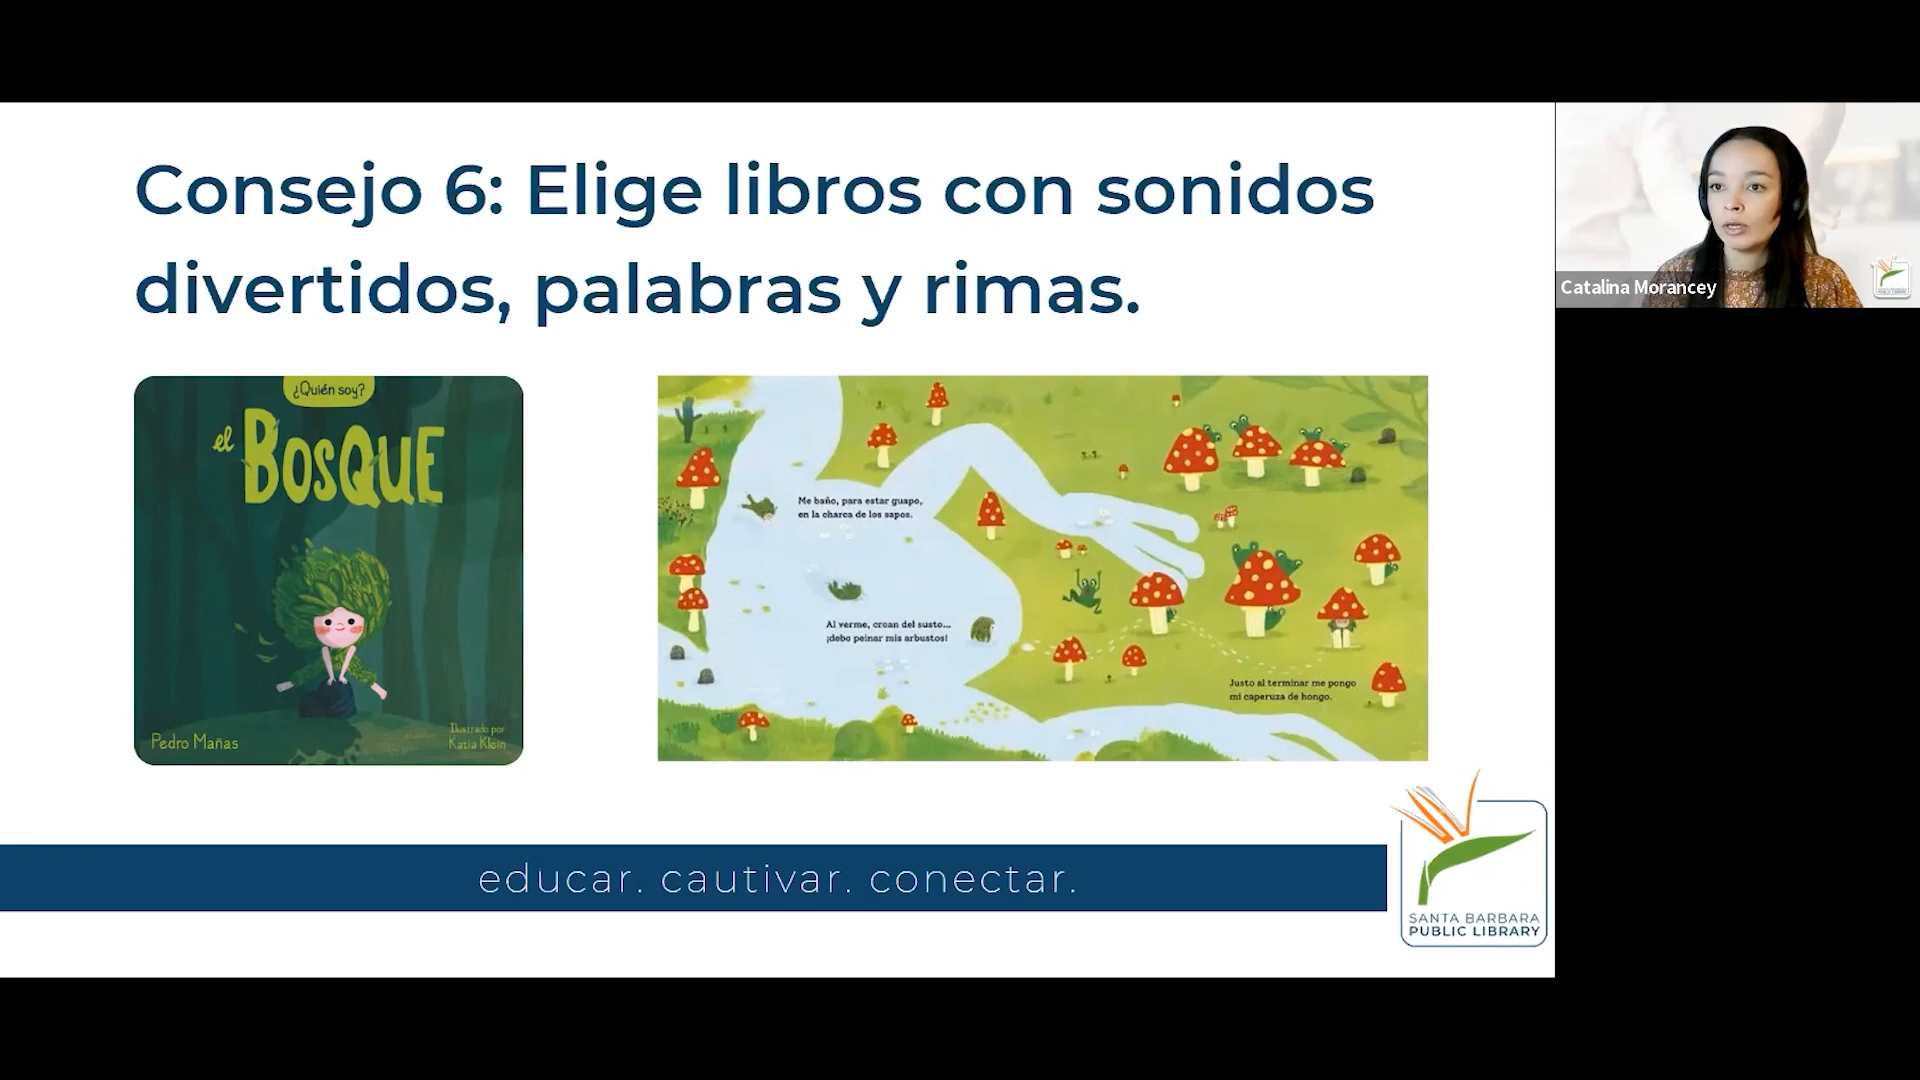 Consejo 6: Elige libros con sonidos
divertidos, palabras y rimas.
Catalina Morancey
¿Quién soy?
el BOSQUE
Pedro Mañas
Ilustrado por
Katia Klein
Me baño, para estar guapo,
en la charca de los sapos.
Al verme, croan del susto...
¡debo peinar mis arbustos!
Justo al terminar me pongo
mi caperuza de hongo.
educar. cautivar. conectar.
SANTA BARBARA
PUBLIC LIBRARY